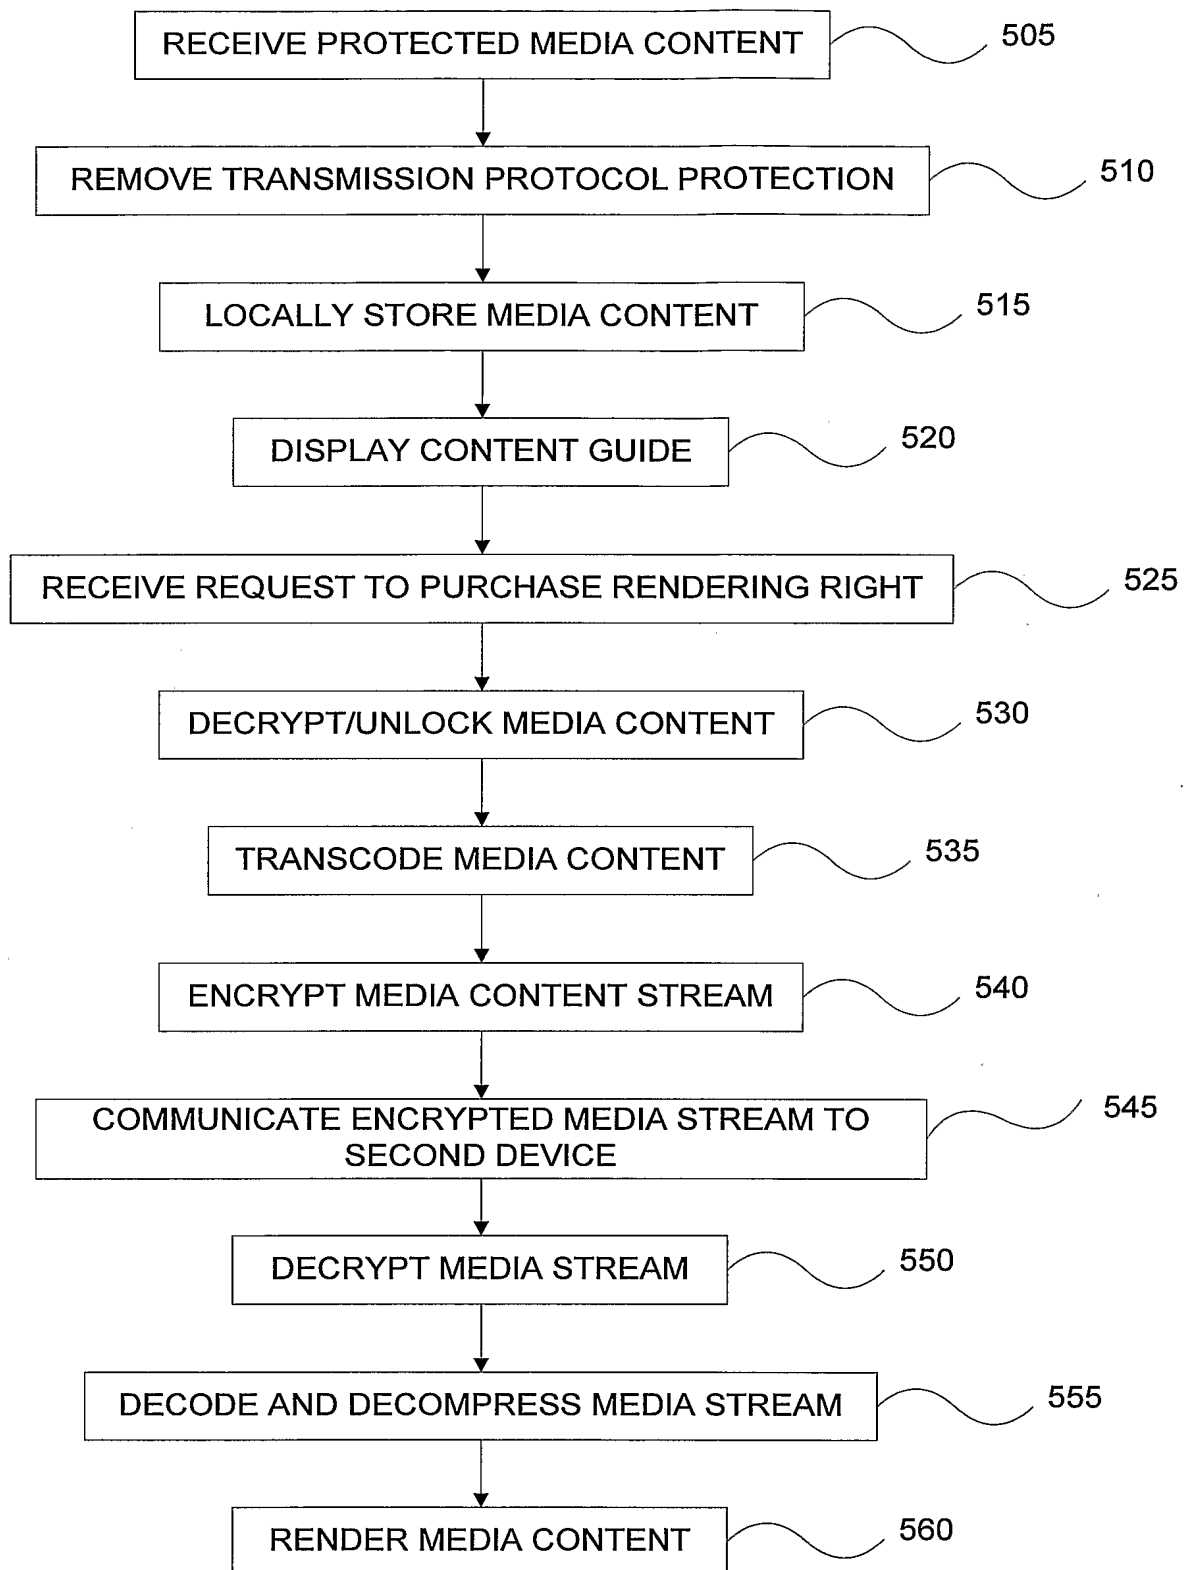 RECEIVE PROTECTED MEDIA CONTENT
505
REMOVE TRANSMISSION PROTOCOL PROTECTION
510
LOCALLY STORE MEDIA CONTENT
515
DISPLAY CONTENT GUIDE
520
RECEIVE REQUEST TO PURCHASE RENDERING RIGHT
525
DECRYPT/UNLOCK MEDIA CONTENT
530
TRANSCODE MEDIA CONTENT
535
ENCRYPT MEDIA CONTENT STREAM
540
COMMUNICATE ENCRYPTED MEDIA STREAM TO
SECOND DEVICE
545
DECRYPT MEDIA STREAM
550
DECODE AND DECOMPRESS MEDIA STREAM
555
RENDER MEDIA CONTENT
560